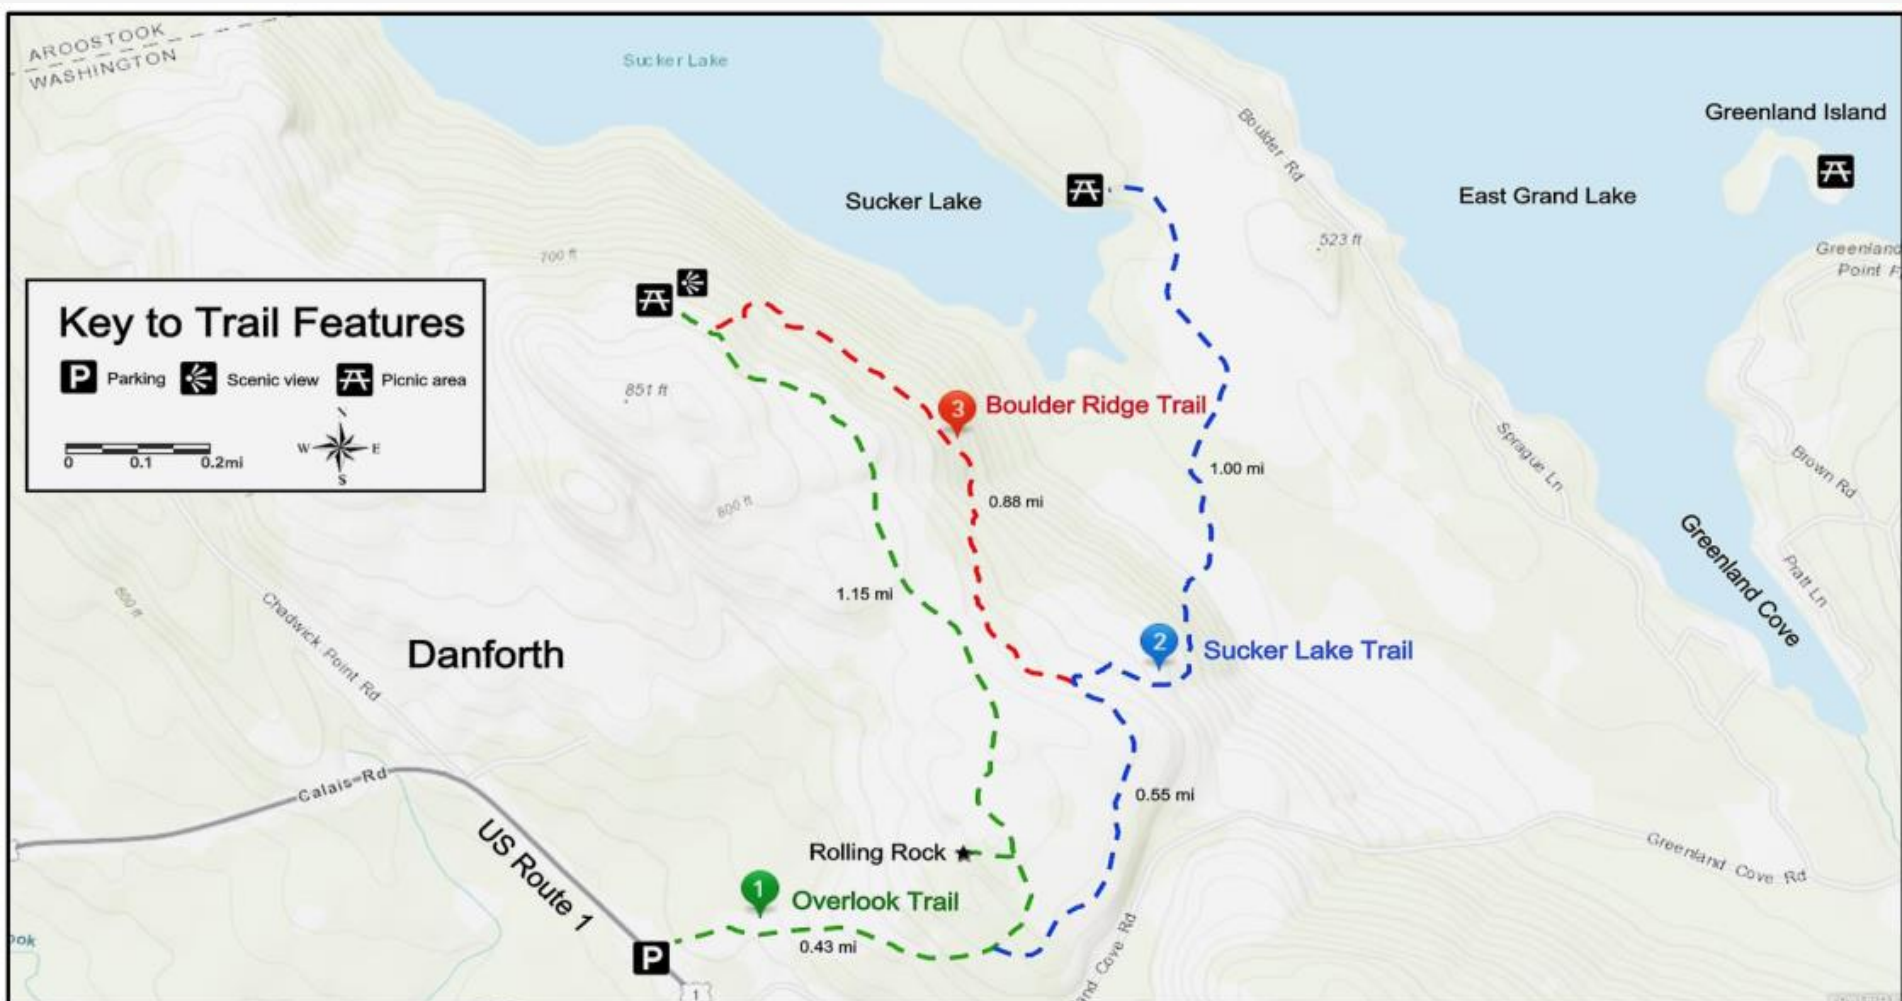 AROOSTOOK
WASHINGTON
Sucker Lake
Greenland Island
Boulder Rd
Sucker Lake
East Grand Lake
523 ft
Greenland
Point
700 ft
Key to Trail Features
P Parking
Scenic view
Picnic area
0 0.1 0.2mi
N
W E
S
851 ft
3 Boulder Ridge Trail
1.00 mi
Sprague Ln
Brown Rd
0.88 mi
800 ft
Greenland Cove
Pratt Ln
1.15 mi
Chadwick Point Rd
Danforth
2 Sucker Lake Trail
Calais Rd
0.55 mi
US Route 1
Rolling Rock
Greenland Cove Rd
1 Overlook Trail
0.43 mi
P
ook
nd Cove Rd
1